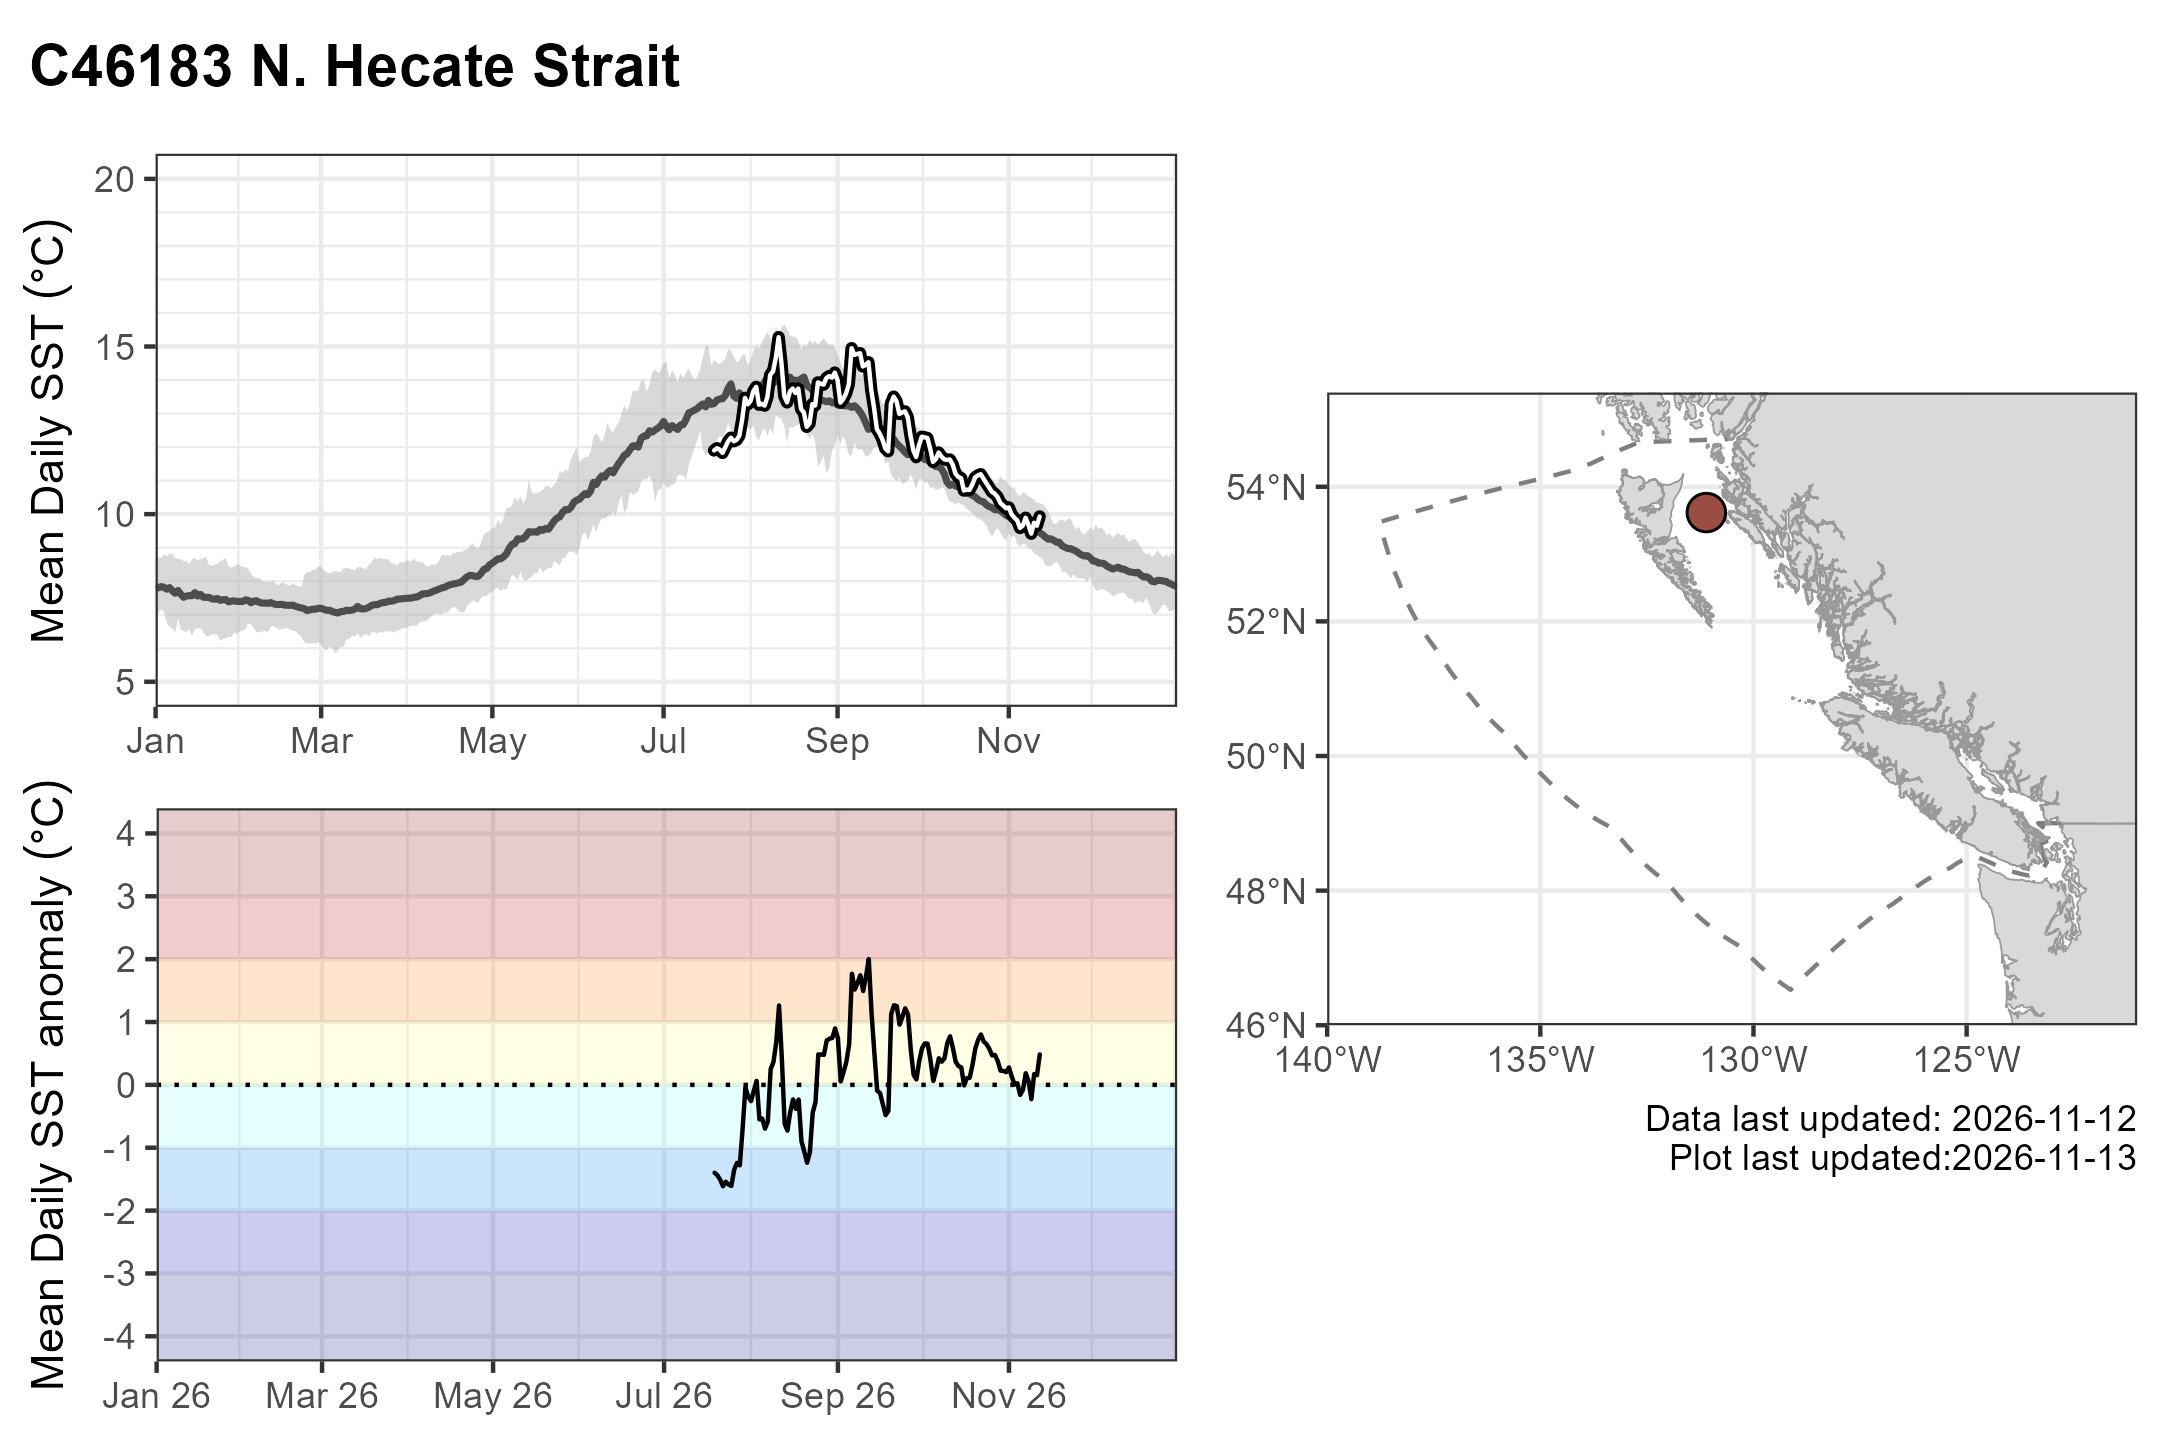 C46183 N. Hecate Strait
Mean Daily SST (°C)
20
15
10
5
Jan Mar May Jul Sep Nov
Mean Daily SST anomaly (°C)
4
3
2
1
0
-1
-2
-3
-4
Jan 26 Mar 26 May 26 Jul 26 Sep 26 Nov 26
54°N
52°N
50°N
48°N
46°N
140°W 135°W 130°W 125°W
Data last updated: 2026-11-12
Plot last updated:2026-11-13